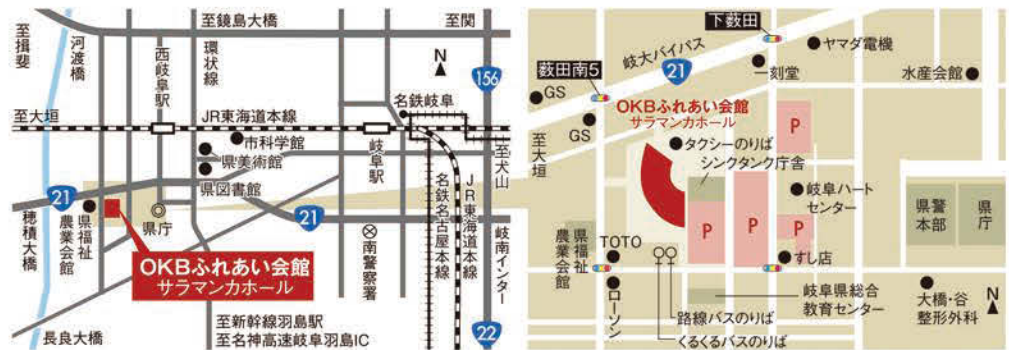 至鏡島大橋
至関
至揖斐
河渡橋
西岐阜駅
環状線
N
156
名鉄岐阜
至大垣
JR東海道本線
市科学館
県美術館
県図書館
岐阜駅
名鉄名古屋本線
JR東海道本線
至犬山
21
穂積大橋
県福祉
農業会館
県庁
21
南警察署
岐南インター
OKBふれあい会館
サラマンカホール
長良大橋
至新幹線羽島駅
至名神高速岐阜羽島IC
22
下薮田
ヤマダ電機
岐大バイパス
薮田南5
21
一刻堂
水産会館
GS
OKBふれあい会館
サラマンカホール
GS
至大垣
タクシーのりば
シンクタンク庁舎
P
岐阜ハート
センター
県警
本部
県庁
P
P
P
県福祉
農業会館
TOTO
すし店
ローソン
岐阜県総合
教育センター
大橋・谷
整形外科
N
路線バスのりば
くるくるバスのりば